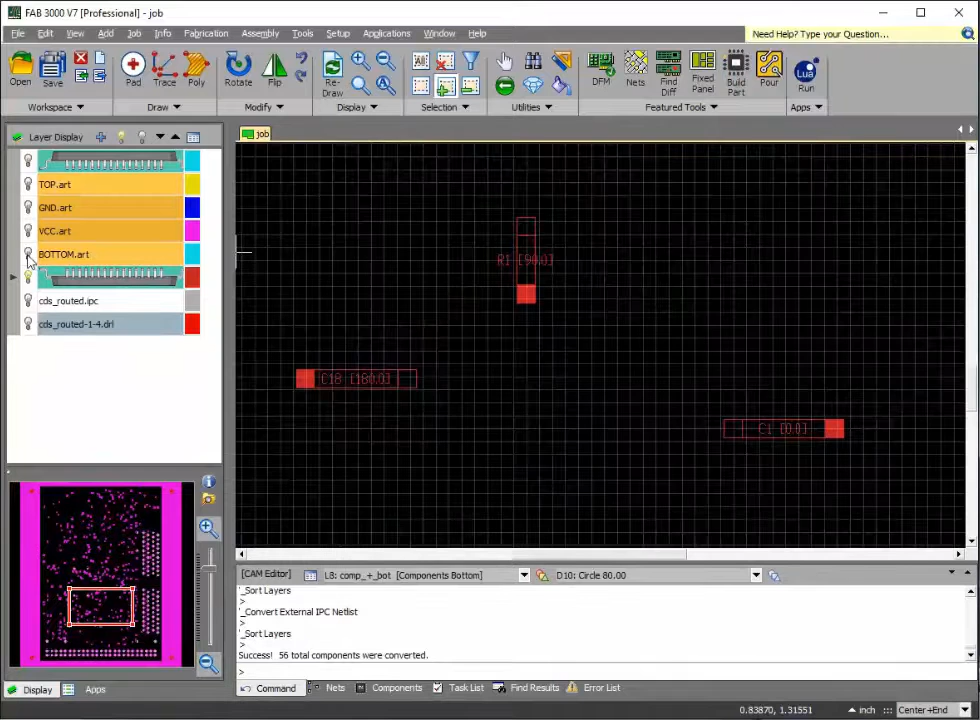 FAB 3000 V7 [Professional] - job
File Edit View Add Job Info Fabrication Assembly Tools Setup Applications Window Help
Need Help? Type your Question...
Open Save Pad Trace Poly Rotate Flip Re-Draw DFM Nets Find Diff Fixed Panel Build Part Pour Lua Run
Workspace Draw Modify Display Selection Utilities Featured Tools Apps
Layer Display
job
TOP.art
GND.art
VCC.art
BOTTOM.art
cds_routed.ipc
cds_routed-1-4.drl
R1 [90.0]
C18 [180.0]
C1 [0.0]
[CAM Editor] L8: comp_+_bot [Components Bottom] D10: Circle 80.00
'_Sort Layers
>
'_Convert External IPC Netlist
>
'_Sort Layers
>
Success! 56 total components were converted.
>
Display Apps
Command Nets Components Task List Find Results Error List
0.83870, 1.31551 inch Center+End